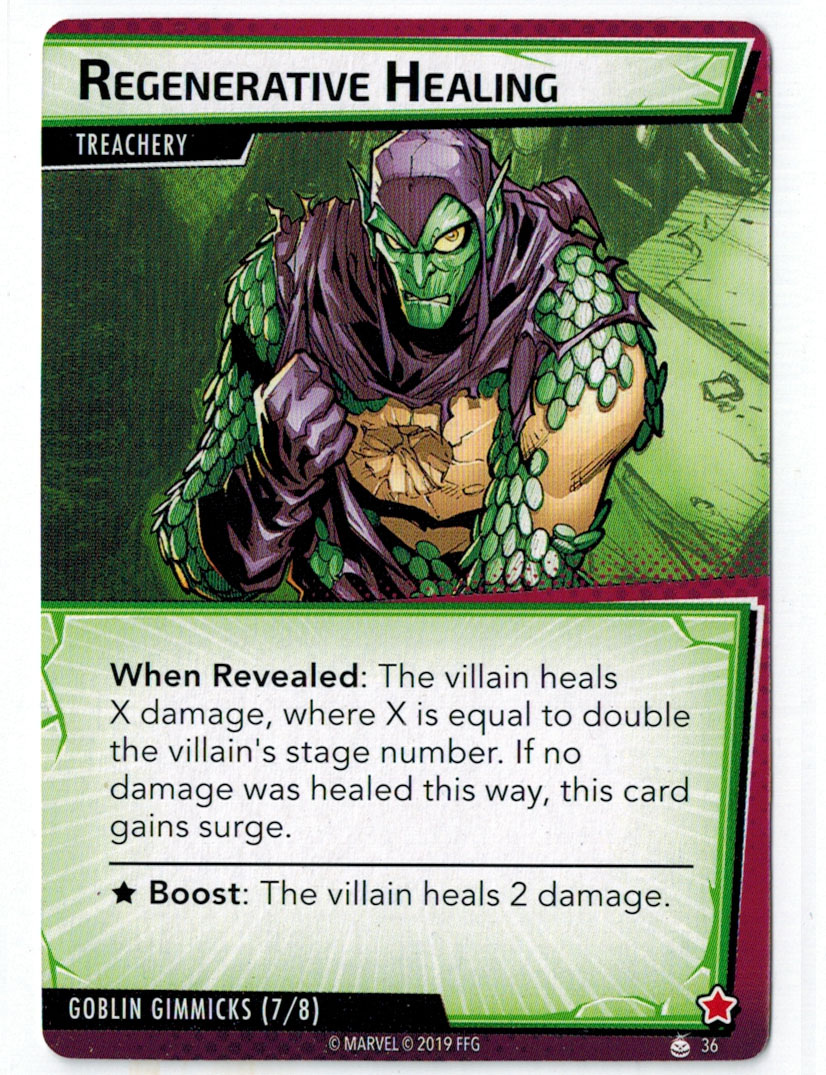 REGENERATIVE HEALING
TREACHERY
When Revealed: The villain heals
X damage, where X is equal to double
the villain's stage number. If no
damage was healed this way, this card
gains surge.
★ Boost: The villain heals 2 damage.
GOBLIN GIMMICKS (7/8)
© MARVEL © 2019 FFG
36